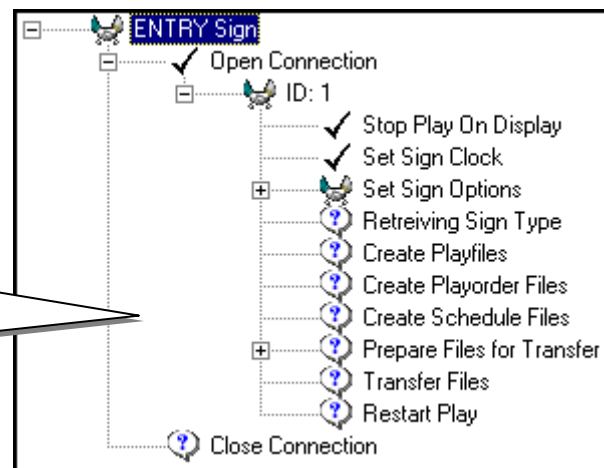 ENTRY Sign
Open Connection
ID: 1
Stop Play On Display
Set Sign Clock
Set Sign Options
Retreiving Sign Type
Create Playfiles
Create Playorder Files
Create Schedule Files
Prepare Files for Transfer
Transfer Files
Restart Play
Close Connection